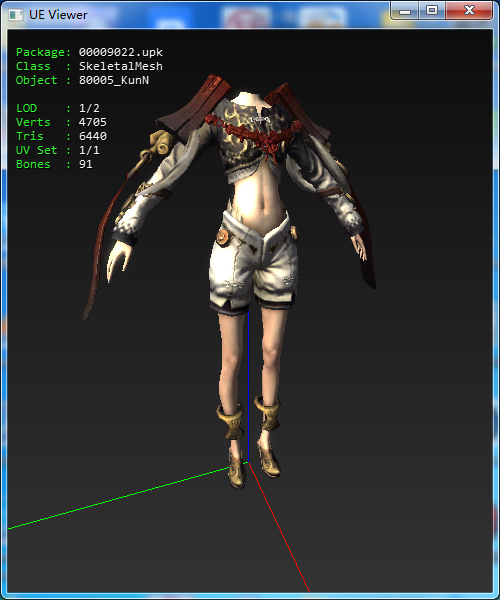 UE Viewer
Package: 00009022.upk
Class : SkeletalMesh
Object : 80005_KunN
LOD : 1/2
Verts : 4705
Tris : 6440
UV Set : 1/1
Bones : 91